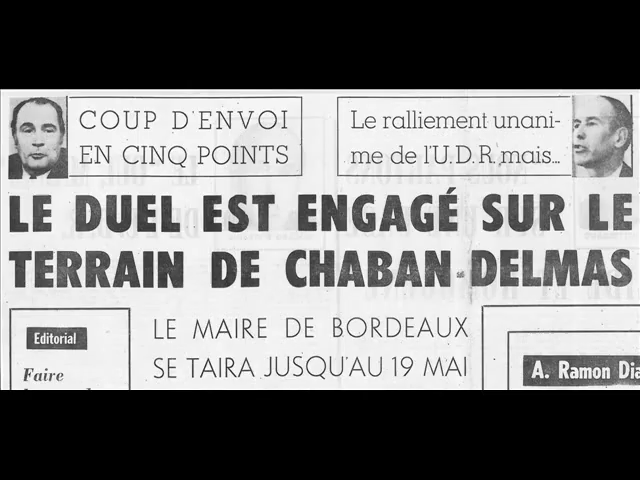 COUP D'ENVOI
EN CINQ POINTS
Le ralliement unani-
me de l'U.D.R. mais...
LE DUEL EST ENGAGÉ SUR LE
TERRAIN DE CHABAN-DELMAS
LE MAIRE DE BORDEAUX
SE TAIRA JUSQU'AU 19 MAI
Editorial
Faire
A. Ramon Dia